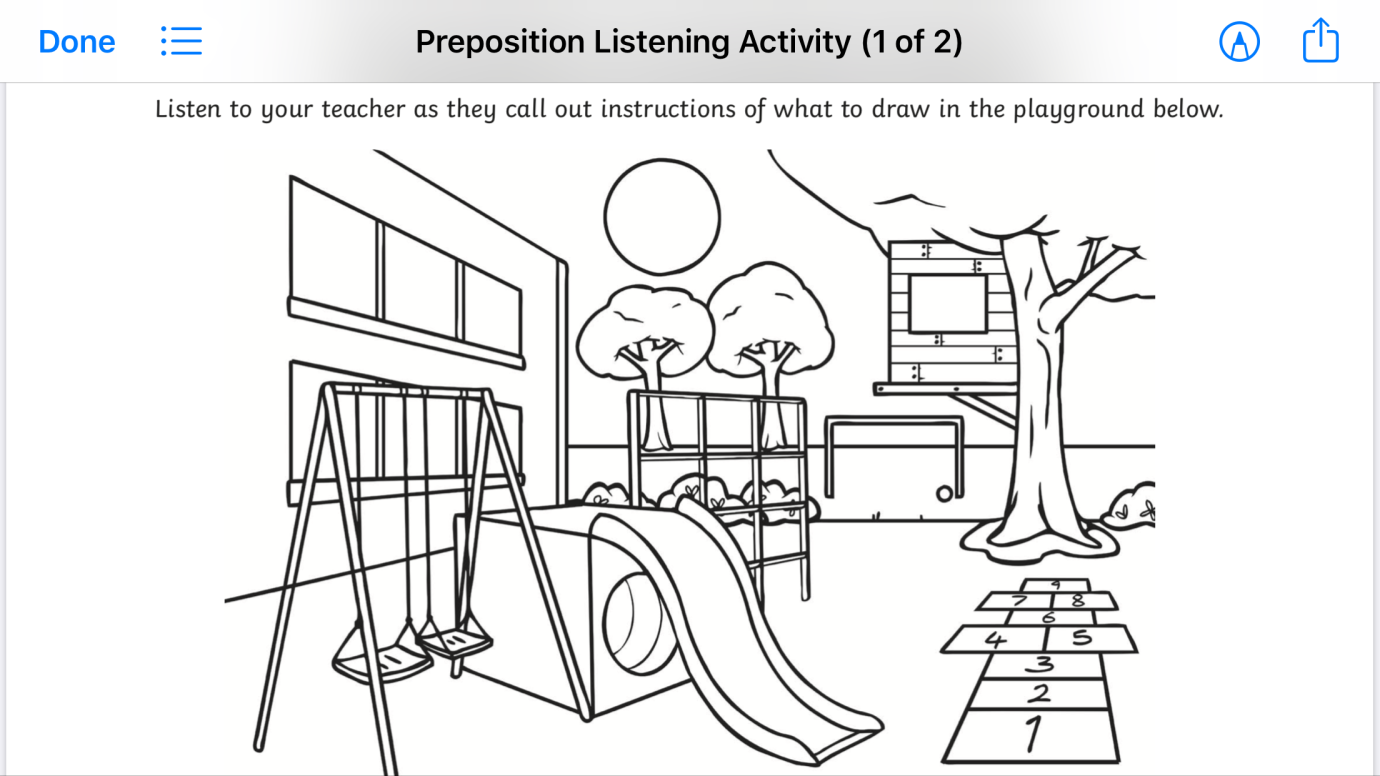 Done
Preposition Listening Activity (1 of 2)
Listen to your teacher as they call out instructions of what to draw in the playground below.
9
7 8
6
4 5
3
2
1